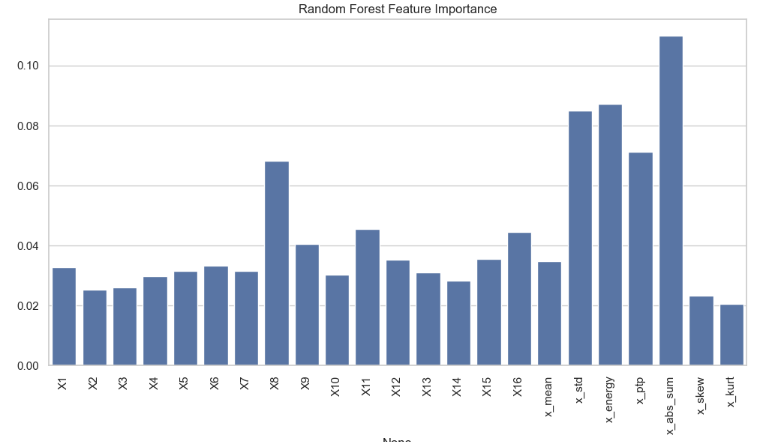 Random Forest Feature Importance
0.10
0.08
0.06
0.04
0.02
0.00
X1 X2 X3 X4 X5 X6 X7 X8 X9 X10 X11 X12 X13 X14 X15 X16 x_mean x_std x_energy x_ptp x_abs_sum x_skew x_kurt
None